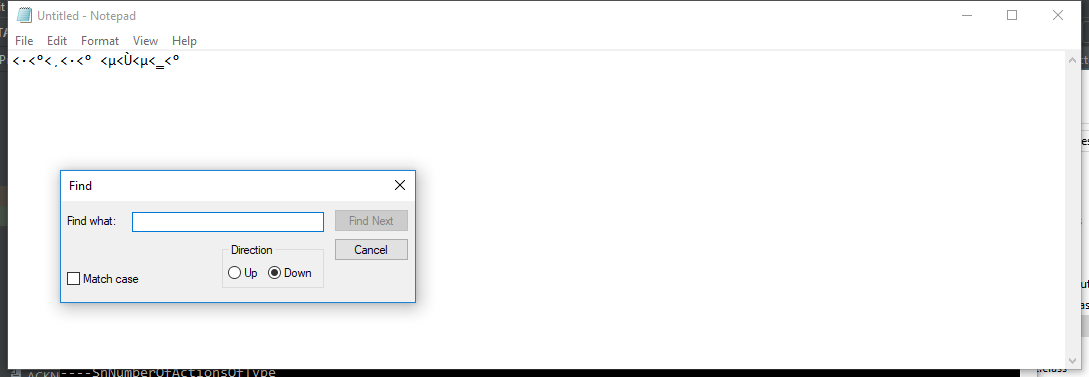 Untitled - Notepad
File Edit Format View Help
<·<º<¸<·<º <µ<Ù<µ<‗<º
Find
Find what:
Find Next
Cancel
Direction
Up
Down
Match case
ACKN
----SnNumberOfActionsOfType